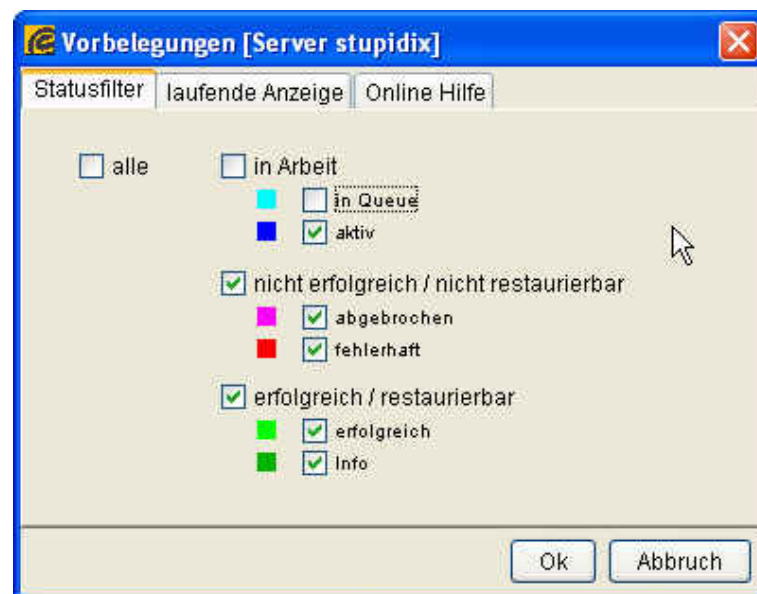 Vorbelegungen [Server stupidix]
Statusfilter laufende Anzeige Online Hilfe
alle in Arbeit
in Queue
aktiv
nicht erfolgreich / nicht restaurierbar
abgebrochen
fehlerhaft
erfolgreich / restaurierbar
erfolgreich
Info
Ok Abbruch